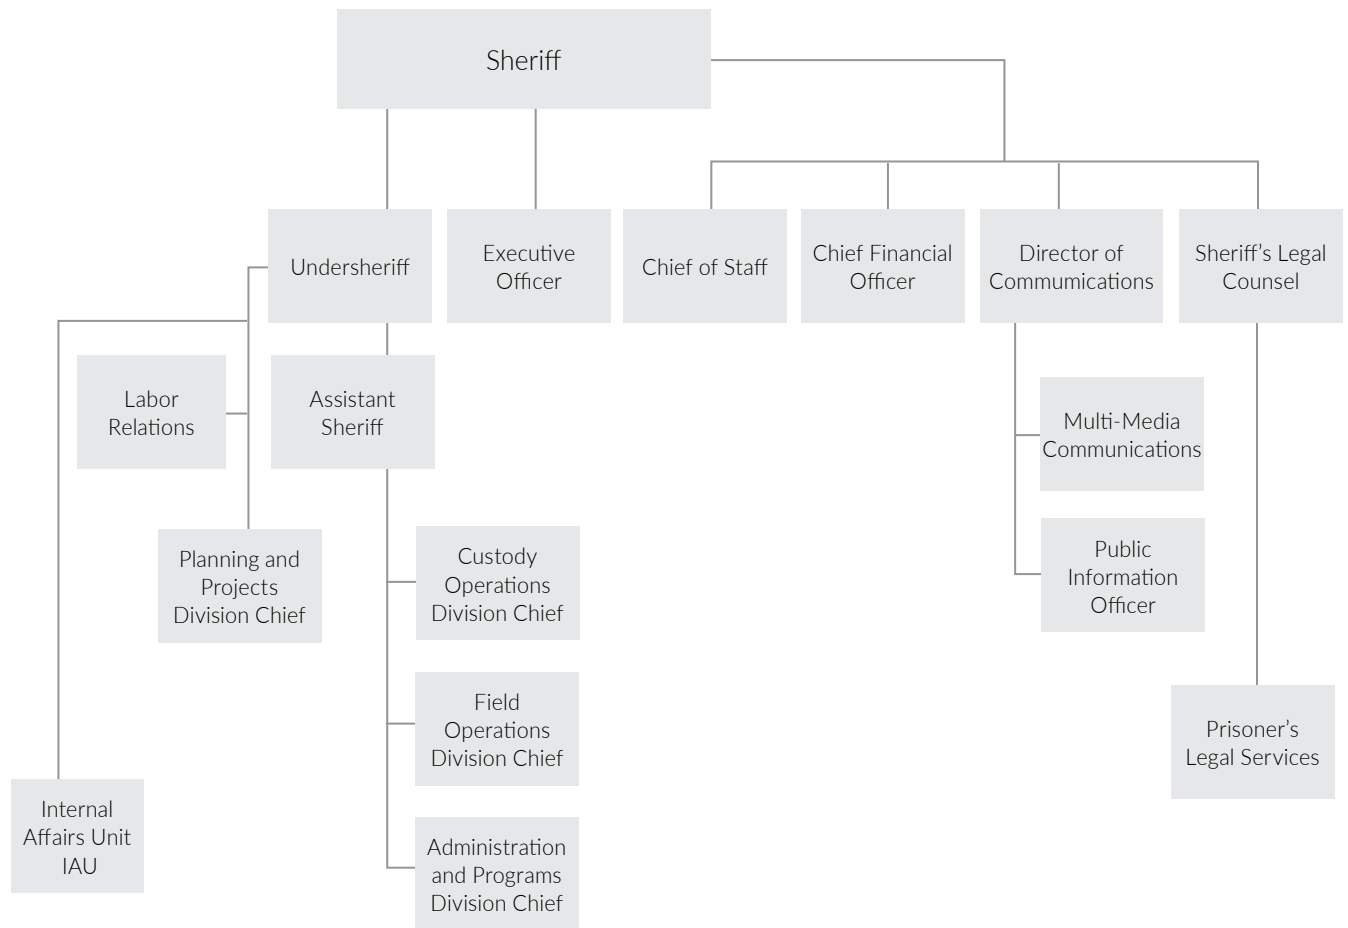 Sheriff
Undersheriff
Executive
Officer
Chief of Staff
Chief Financial
Officer
Director of
Commumications
Sheriff’s Legal
Counsel
Labor
Relations
Assistant
Sheriff
Multi-Media
Communications
Planning and
Projects
Division Chief
Custody
Operations
Division Chief
Public
Information
Officer
Field
Operations
Division Chief
Prisoner’s
Legal Services
Internal
Affairs Unit
IAU
Administration
and Programs
Division Chief